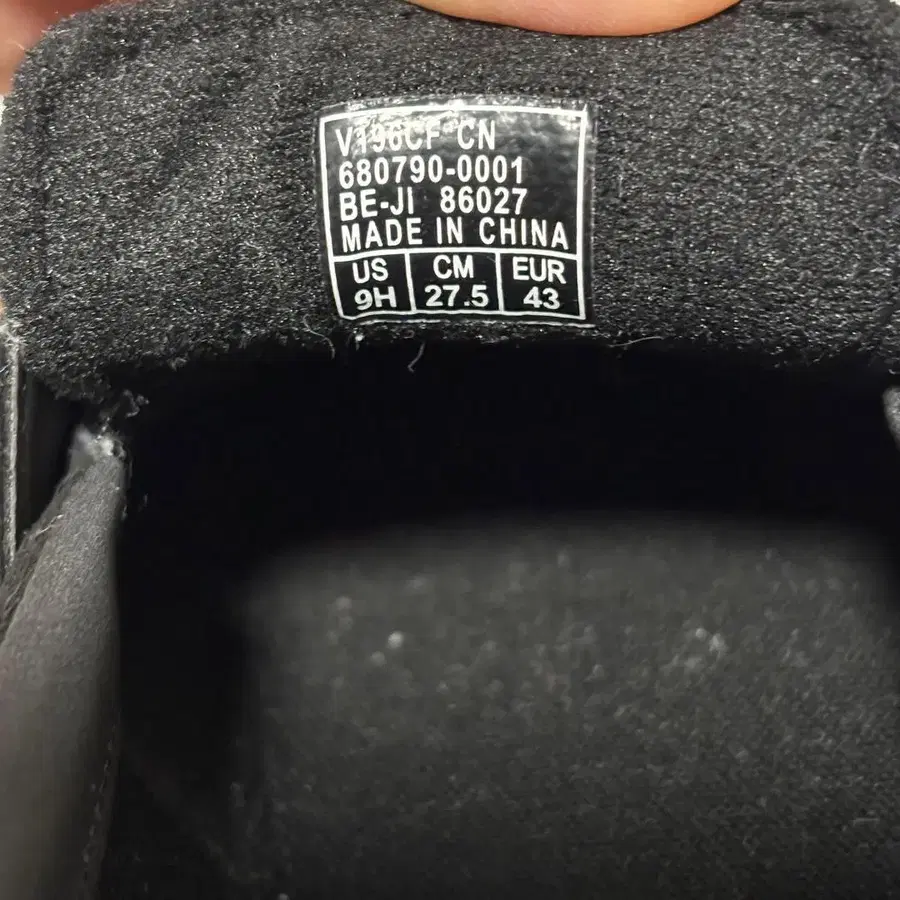 V196CF CN
680790-0001
BE-JI 86027
MADE IN CHINA
US CM EUR
9H 27.5 43